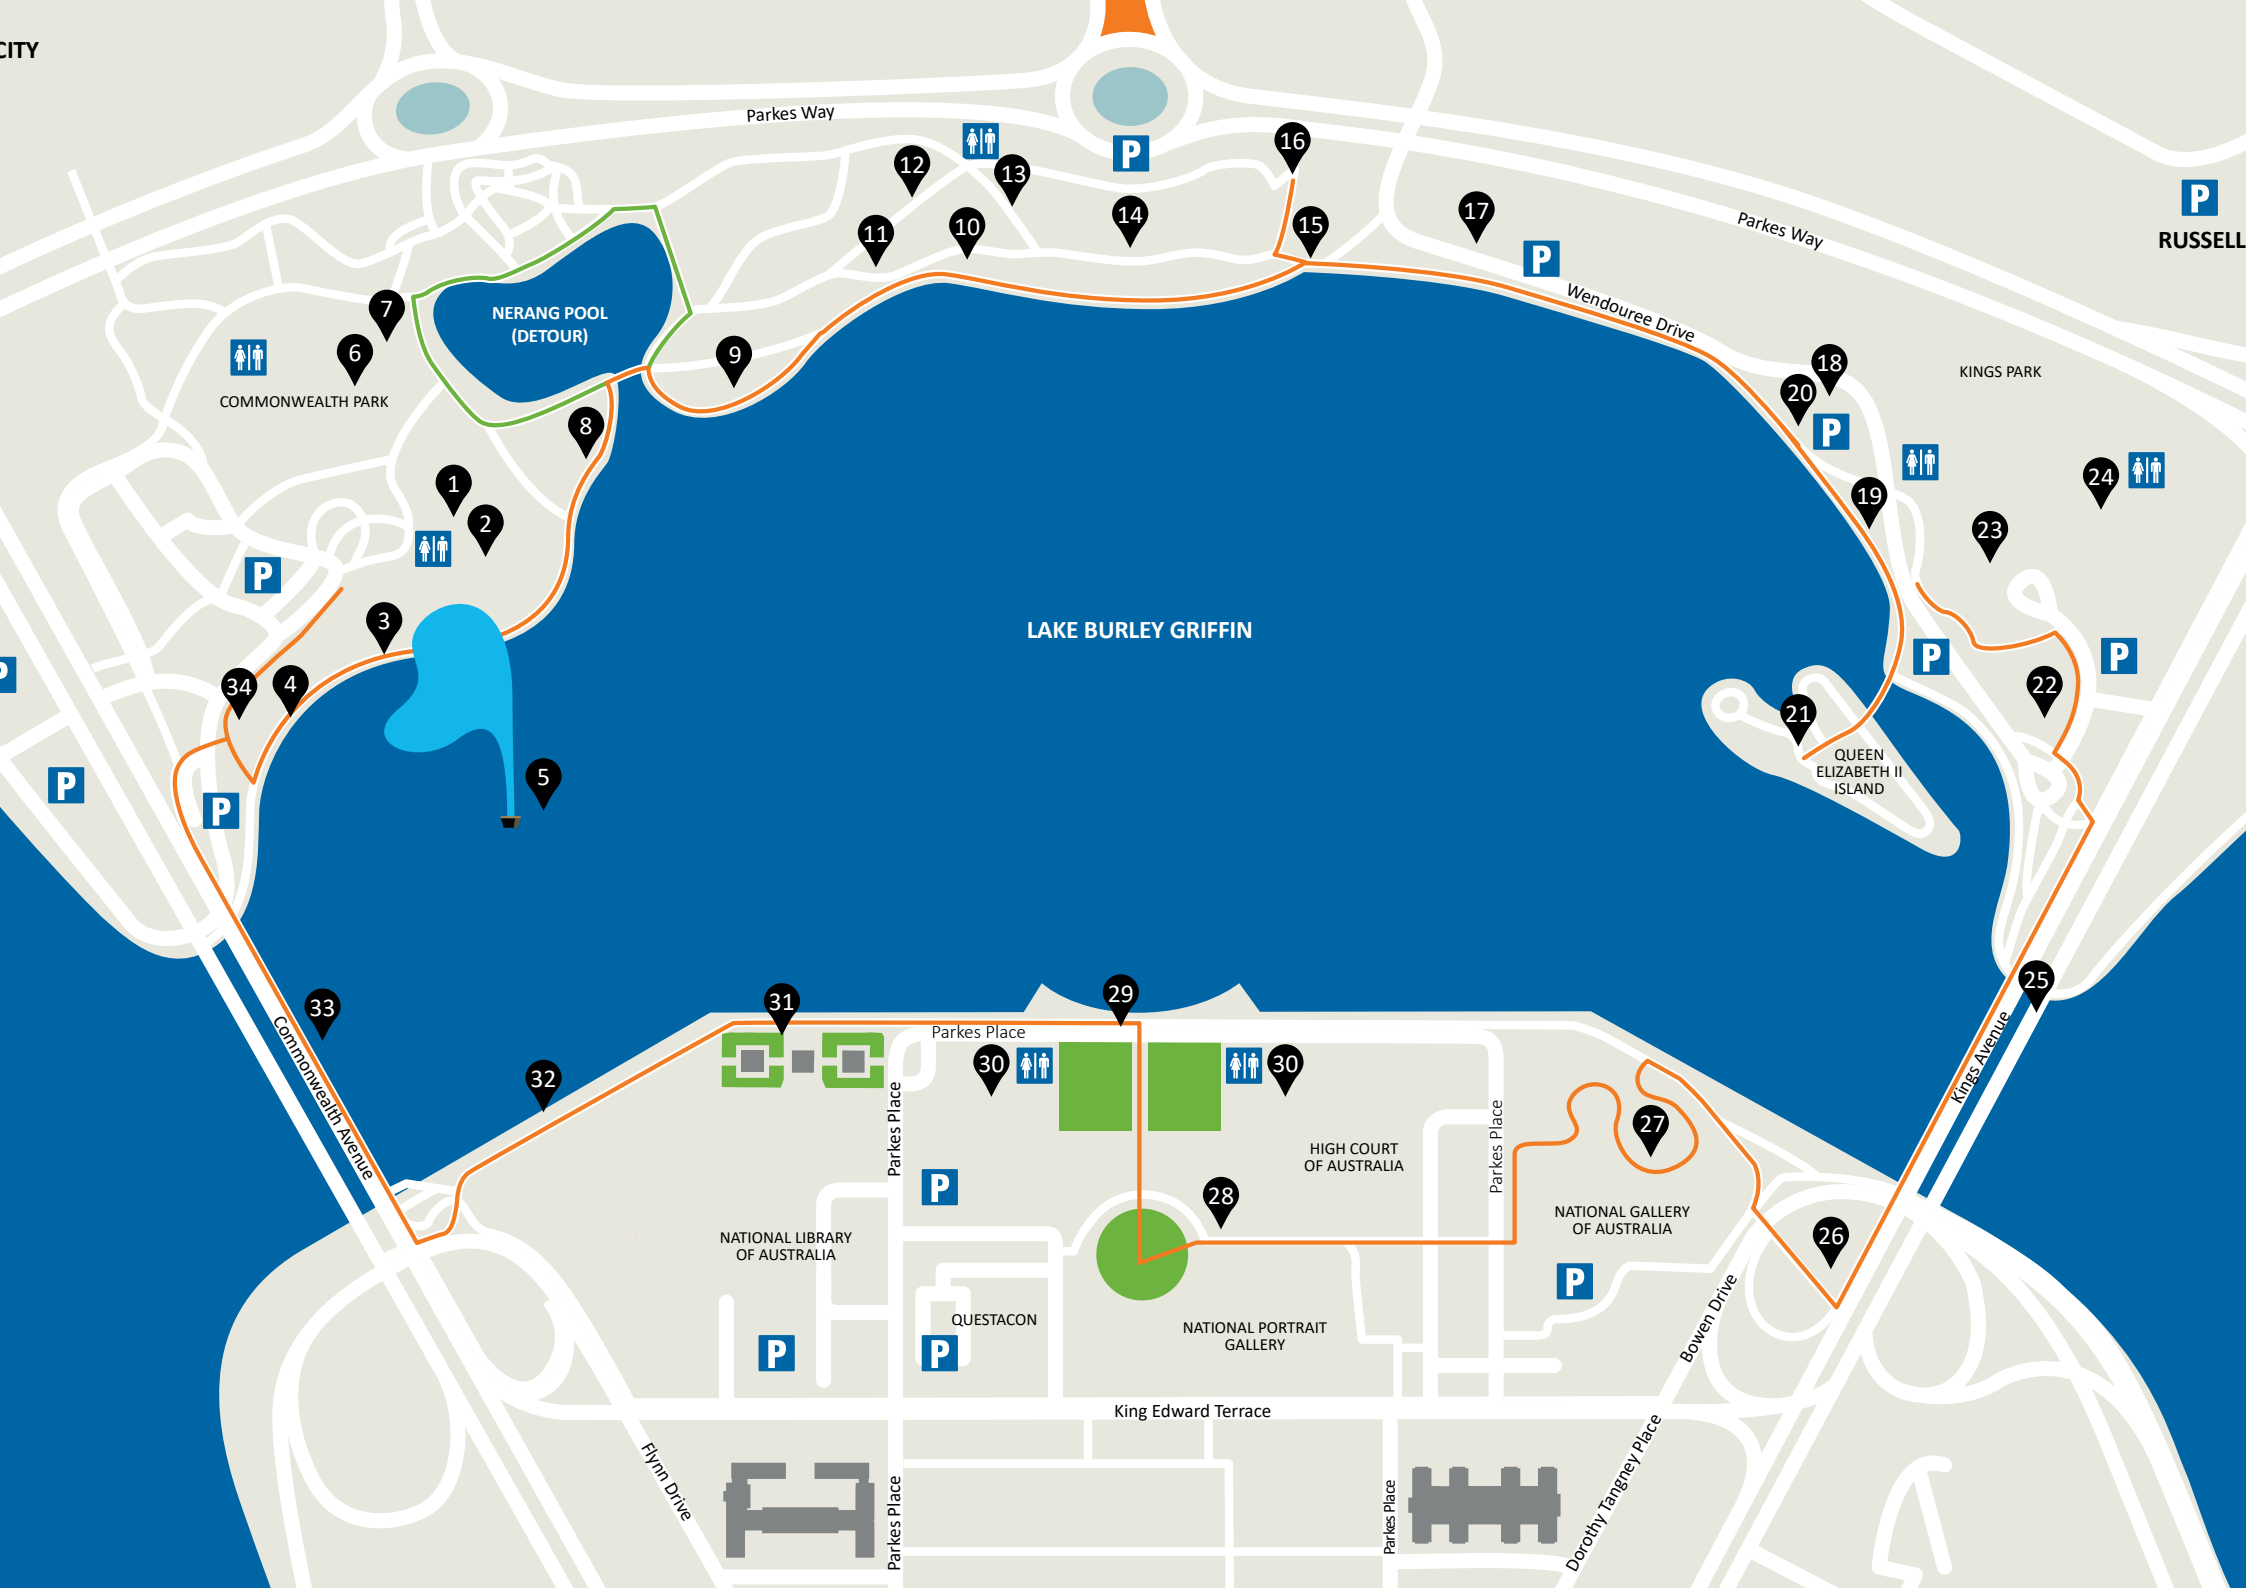 CITY
Parkes Way
P
16
12
13
P
RUSSELL
17
14
15
Parkes Way
11
10
P
7
NERANG POOL
(DETOUR)
Wendouree Drive
6
9
18
KINGS PARK
COMMONWEALTH PARK
20
8
P
1
24
19
2
23
P
3
LAKE BURLEY GRIFFIN
P
P
P
34
4
22
21
QUEEN
ELIZABETH II
ISLAND
5
P
P
33
31
29
25
Commonwealth Avenue
Parkes Place
Kings Avenue
30
30
32
Parkes Place
Parkes Place
27
HIGH COURT
OF AUSTRALIA
P
28
NATIONAL GALLERY
OF AUSTRALIA
26
NATIONAL LIBRARY
OF AUSTRALIA
P
Bowen Drive
QUESTACON
NATIONAL PORTRAIT
GALLERY
P
P
King Edward Terrace
Flynn Drive
Parkes Place
Parkes Place
Dorothy Tangney Place